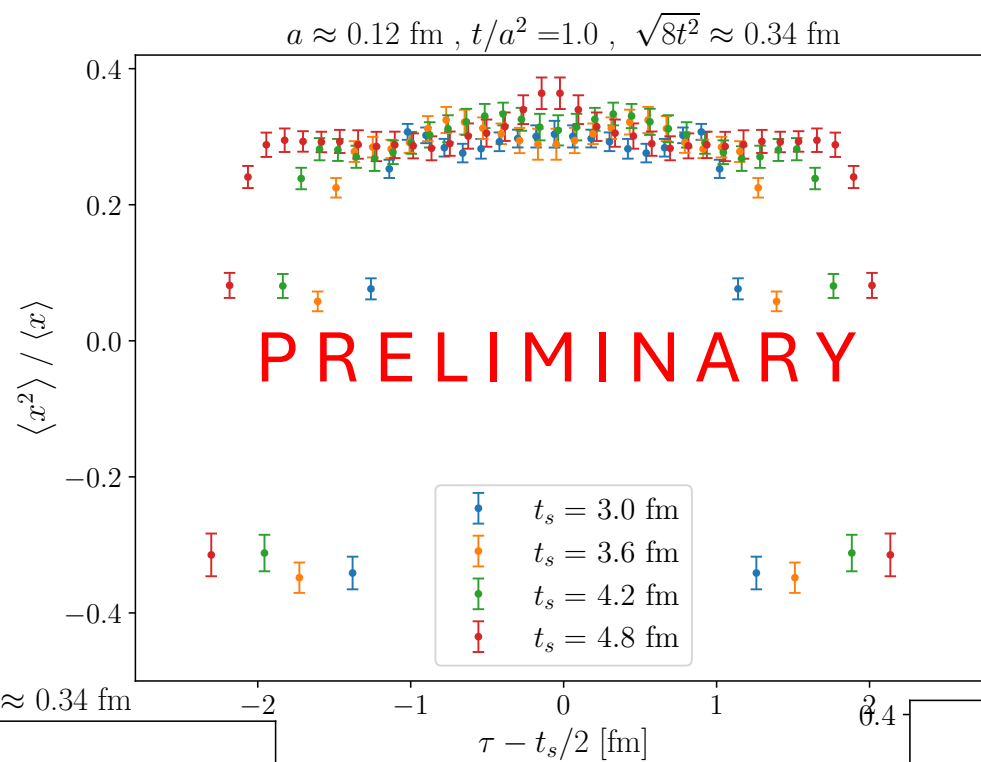 a ≈ 0.12 fm , t/a² =1.0 , √8t² ≈ 0.34 fm
0.4
0.2
0.0
−0.2
−0.4
⟨x²⟩ / ⟨x⟩
PRELIMINARY
t_s = 3.0 fm
t_s = 3.6 fm
t_s = 4.2 fm
t_s = 4.8 fm
−2 −1 0 1 2
τ − t_s/2 [fm]
≈ 0.34 fm
0.4